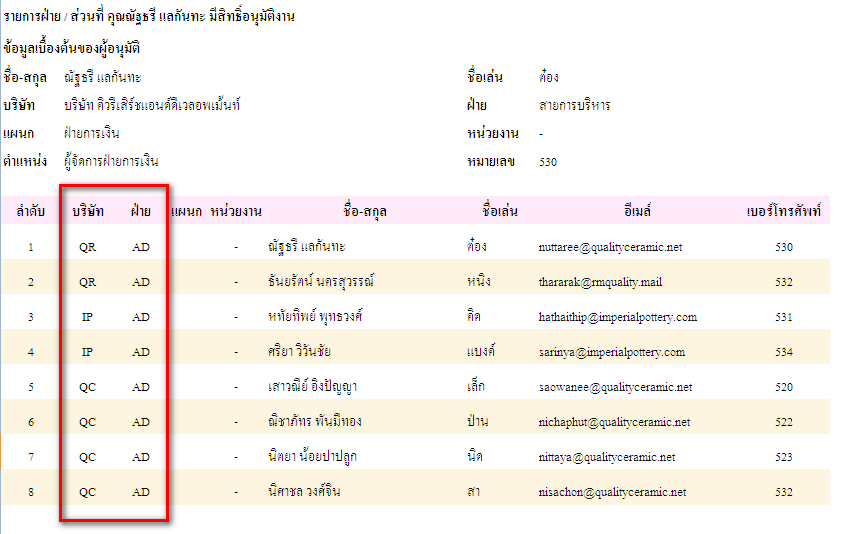 รายการฝ่าย / ส่วนที่ คุณณัฐธรี แลกันทะ มีสิทธิ์อนุมัติงาน
ข้อมูลเบื้องต้นของผู้อนุมัติ
ชื่อ-สกุล ณัฐธรี แลกันทะ ชื่อเล่น ต๋อง
บริษัท บริษัท คิวรีเสิร์ชแอนด์ดีเวลอพเม้นท์ ฝ่าย สายการบริหาร
แผนก ฝ่ายการเงิน หน่วยงาน -
ตำแหน่ง ผู้จัดการฝ่ายการเงิน หมายเลข 530
ลำดับ บริษัท ฝ่าย แผนก หน่วยงาน ชื่อ-สกุล ชื่อเล่น อีเมล์ เบอร์โทรศัพท์
1 QR AD - ณัฐธรี แลกันทะ ต๋อง nuttaree@qualityceramic.net 530
2 QR AD - ธันยรัตน์ นครสุวรรณ์ หนิง thararak@rmquality.mail 532
3 IP AD - หทัยทิพย์ พุทธวงศ์ คิด hathaithip@imperialpottery.com 531
4 IP AD - ศริยา วิวันชัย แบงค์ sarinya@imperialpottery.com 534
5 QC AD - เสาวณีย์ อิงปัญญา เล็ก saowanee@qualityceramic.net 520
6 QC AD - ณิชาภัทร พันมีทอง ป่าน nichaphut@qualityceramic.net 522
7 QC AD - นิตยา น้อยปาปลูก นิด nittaya@qualityceramic.net 523
8 QC AD - นิศาชล วงศ์จีน สา nisachon@qualityceramic.net 532